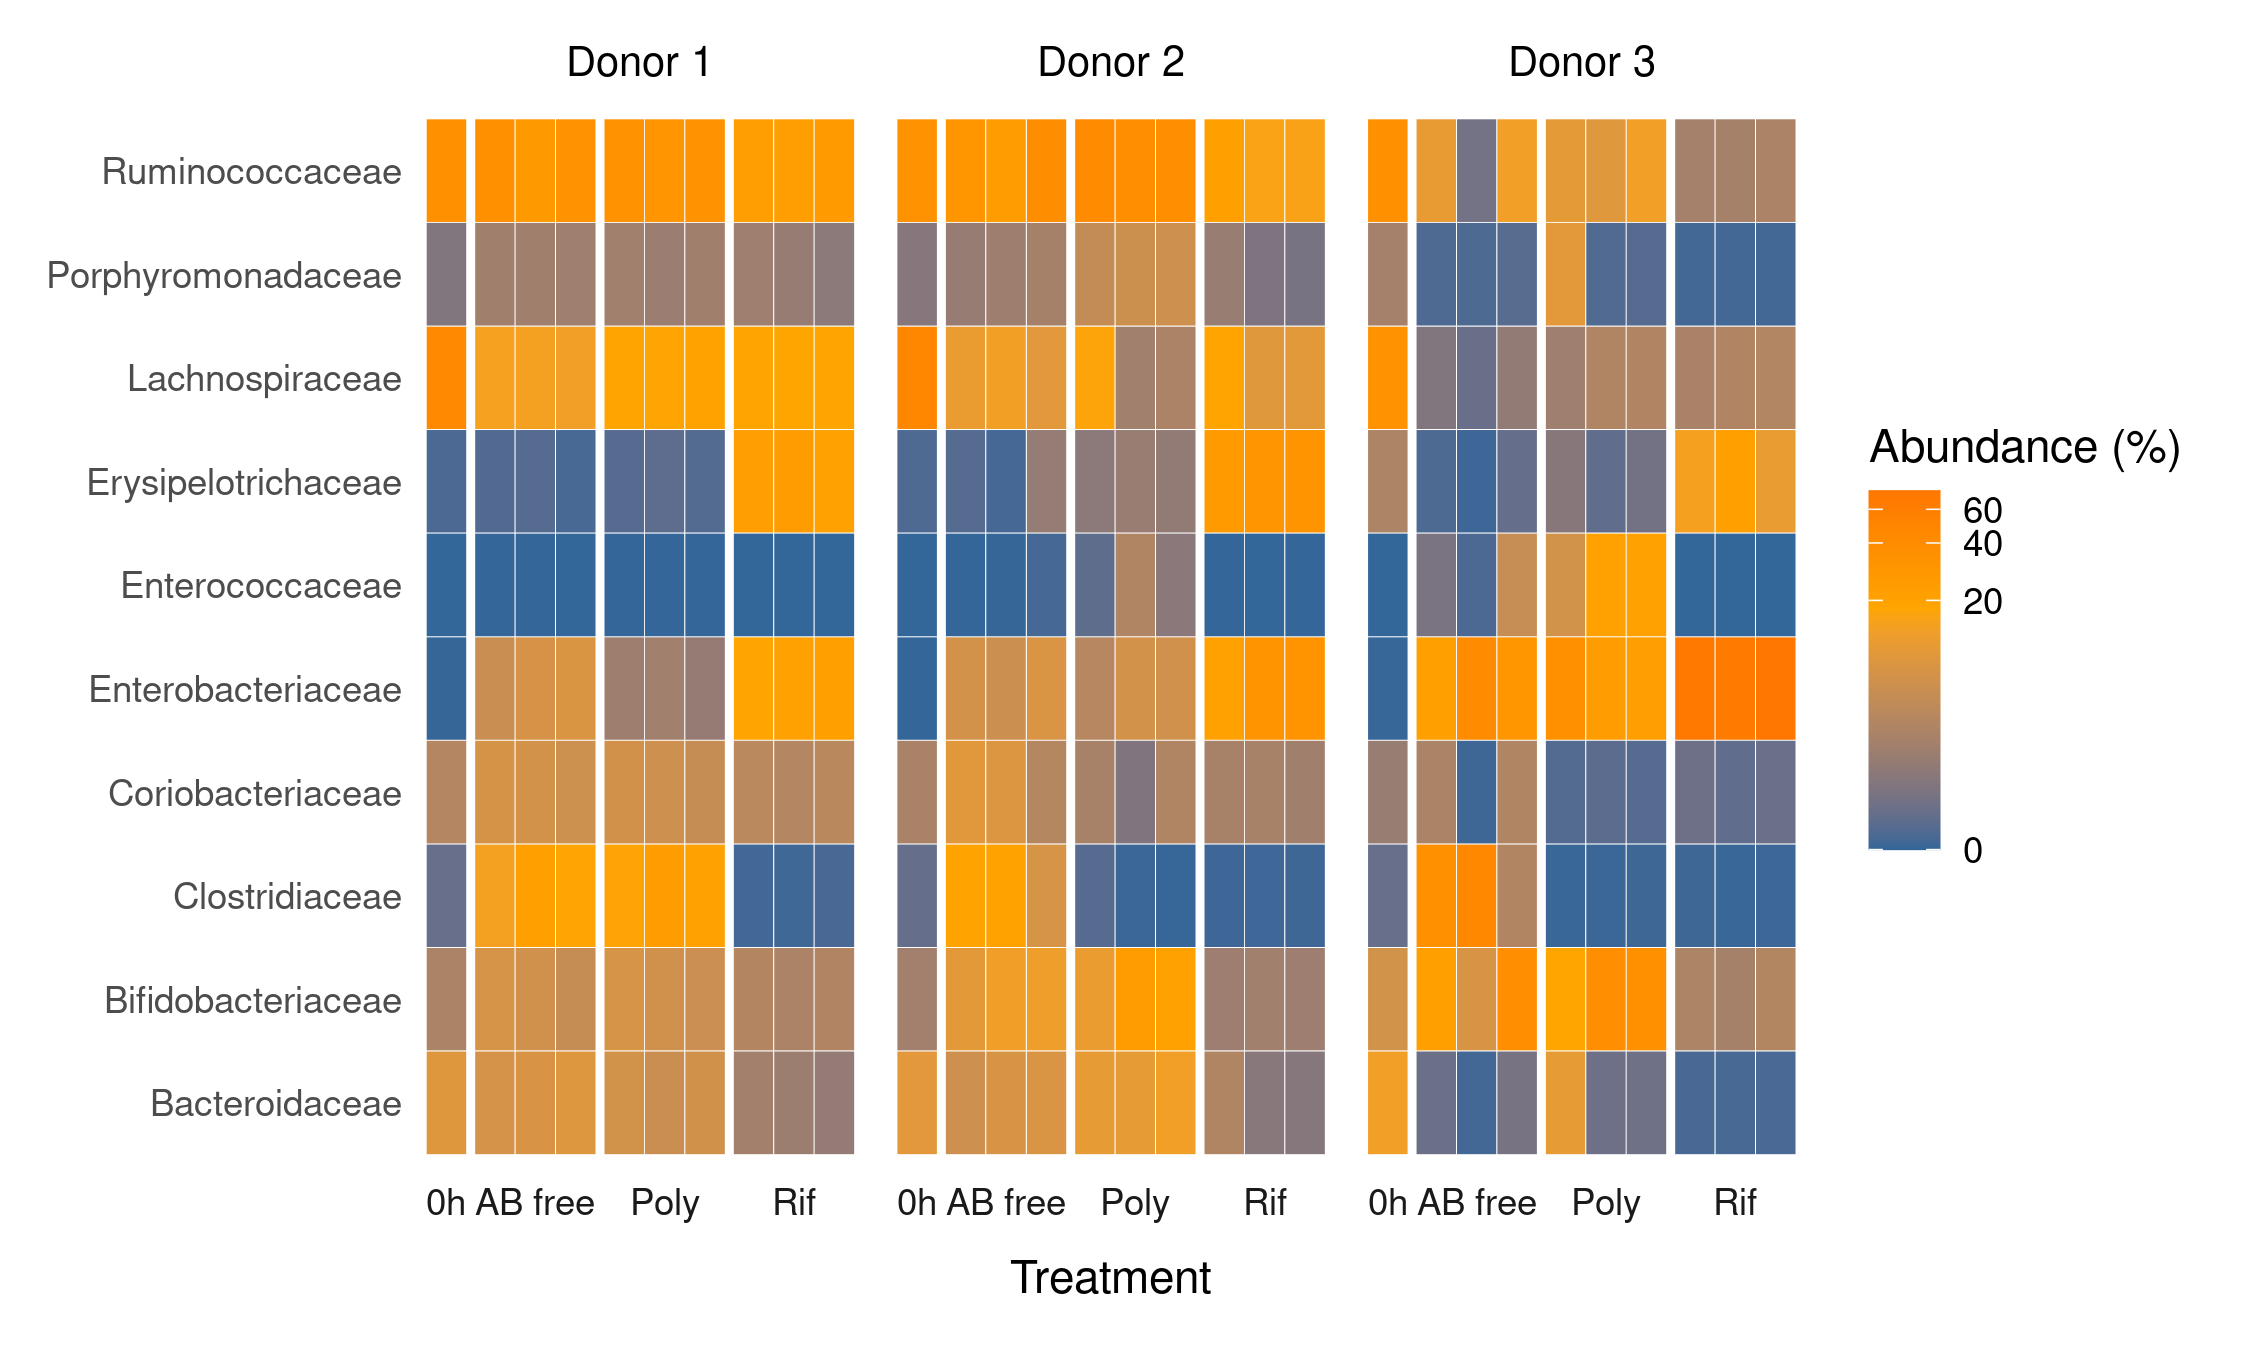 Donor 1
Donor 2
Donor 3
Ruminococcaceae
Porphyromonadaceae
Lachnospiraceae
Erysipelotrichaceae
Enterococcaceae
Enterobacteriaceae
Coriobacteriaceae
Clostridiaceae
Bifidobacteriaceae
Bacteroidaceae
0h AB free Poly Rif
0h AB free Poly Rif
0h AB free Poly Rif
Treatment
Abundance (%)
60
40
20
0